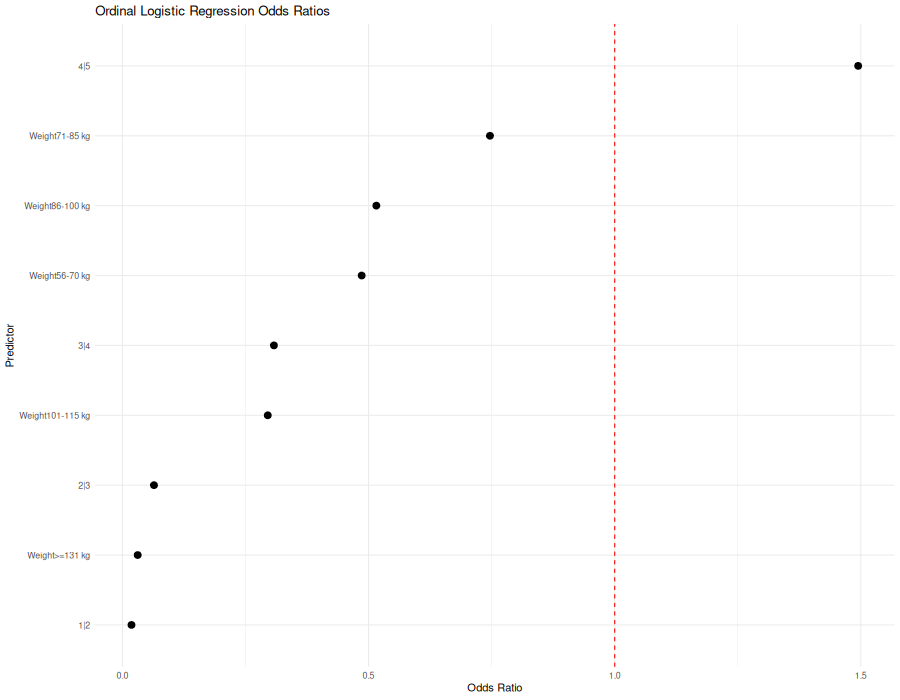 Ordinal Logistic Regression Odds Ratios
Predictor
4|5
Weight71-85 kg
Weight86-100 kg
Weight56-70 kg
3|4
Weight101-115 kg
2|3
Weight>=131 kg
1|2
0.0 0.5 1.0 1.5
Odds Ratio